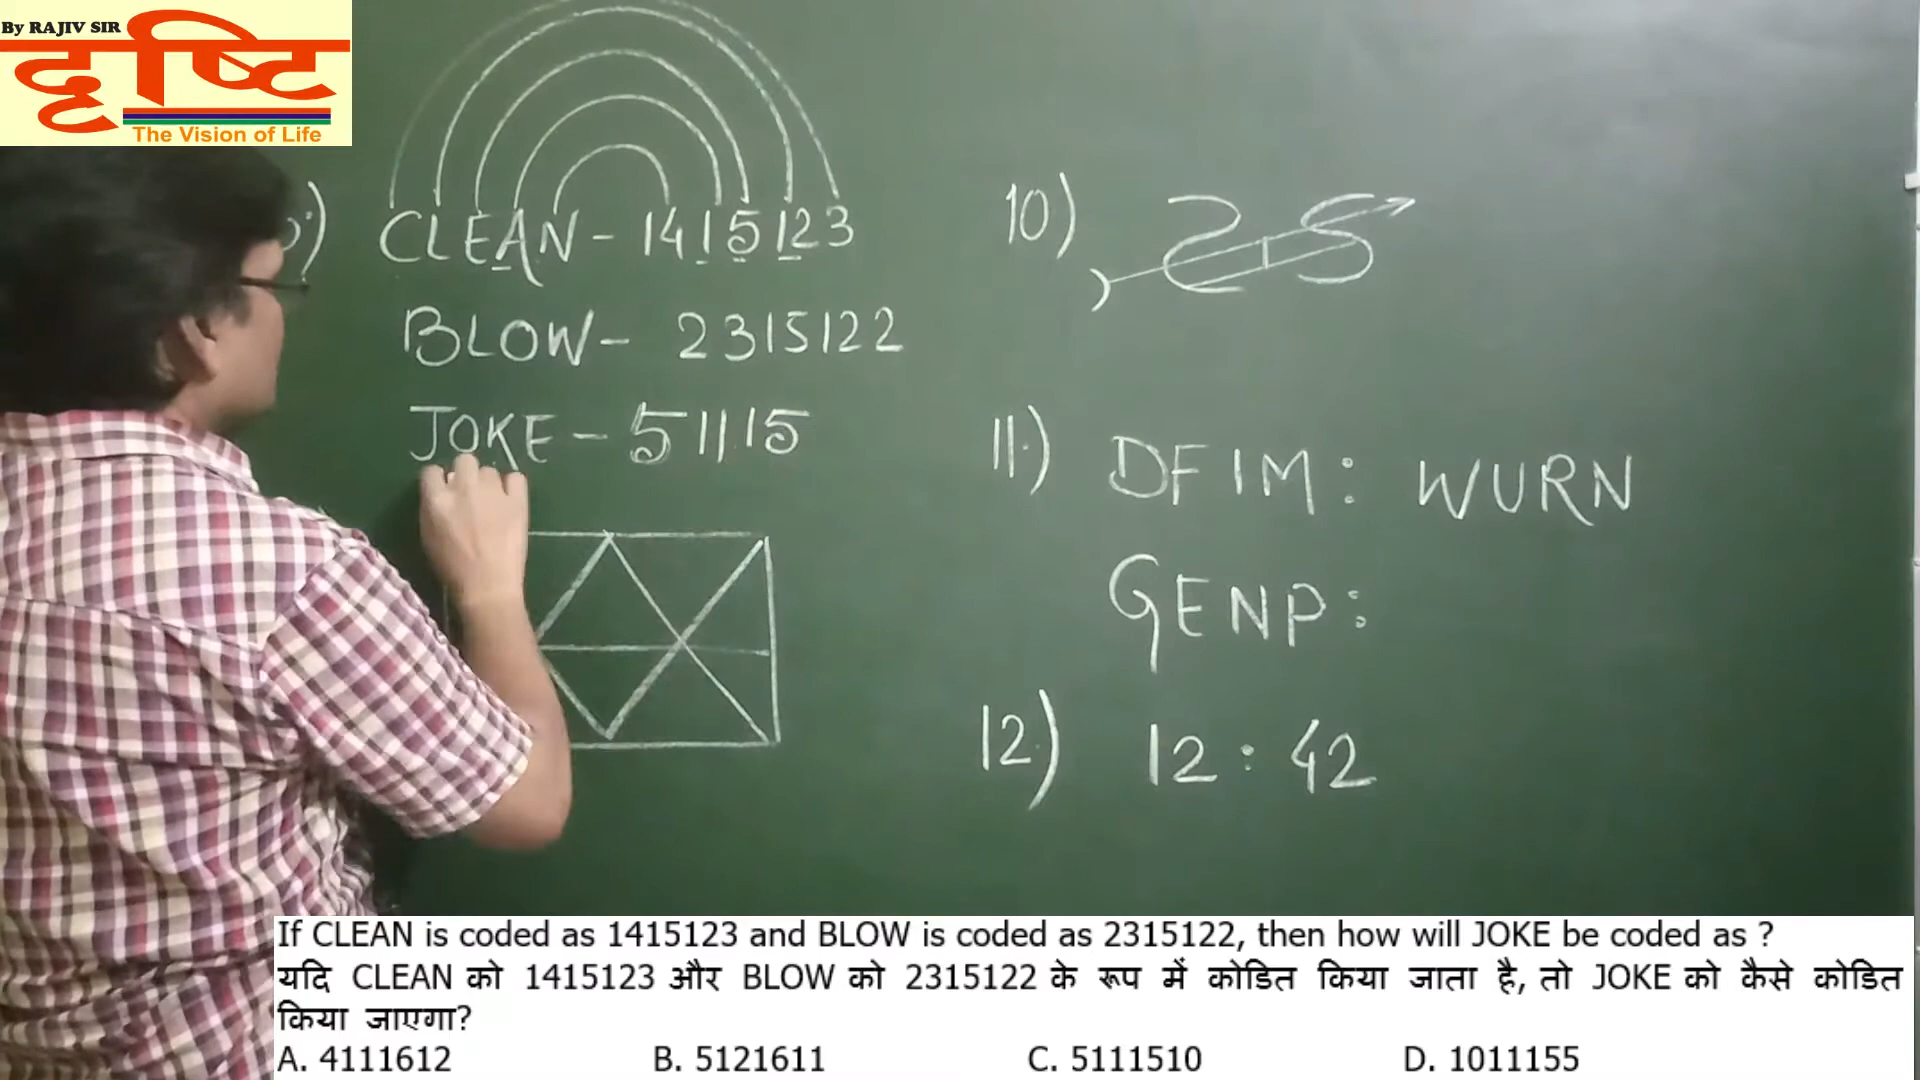 By RAJIV SIR
दृष्टि
The Vision of Life
CLEAN - 1415123
BLOW - 2315122
JOKE - 51115
10)
11.)
DFIM : WURN
GENP :
12.)
12 : 42
If CLEAN is coded as 1415123 and BLOW is coded as 2315122, then how will JOKE be coded as ?
यदि CLEAN को 1415123 और BLOW को 2315122 के रूप में कोडित किया जाता है, तो JOKE को कैसे कोडित
किया जाएगा?
A. 4111612 B. 5121611 C. 5111510 D. 1011155